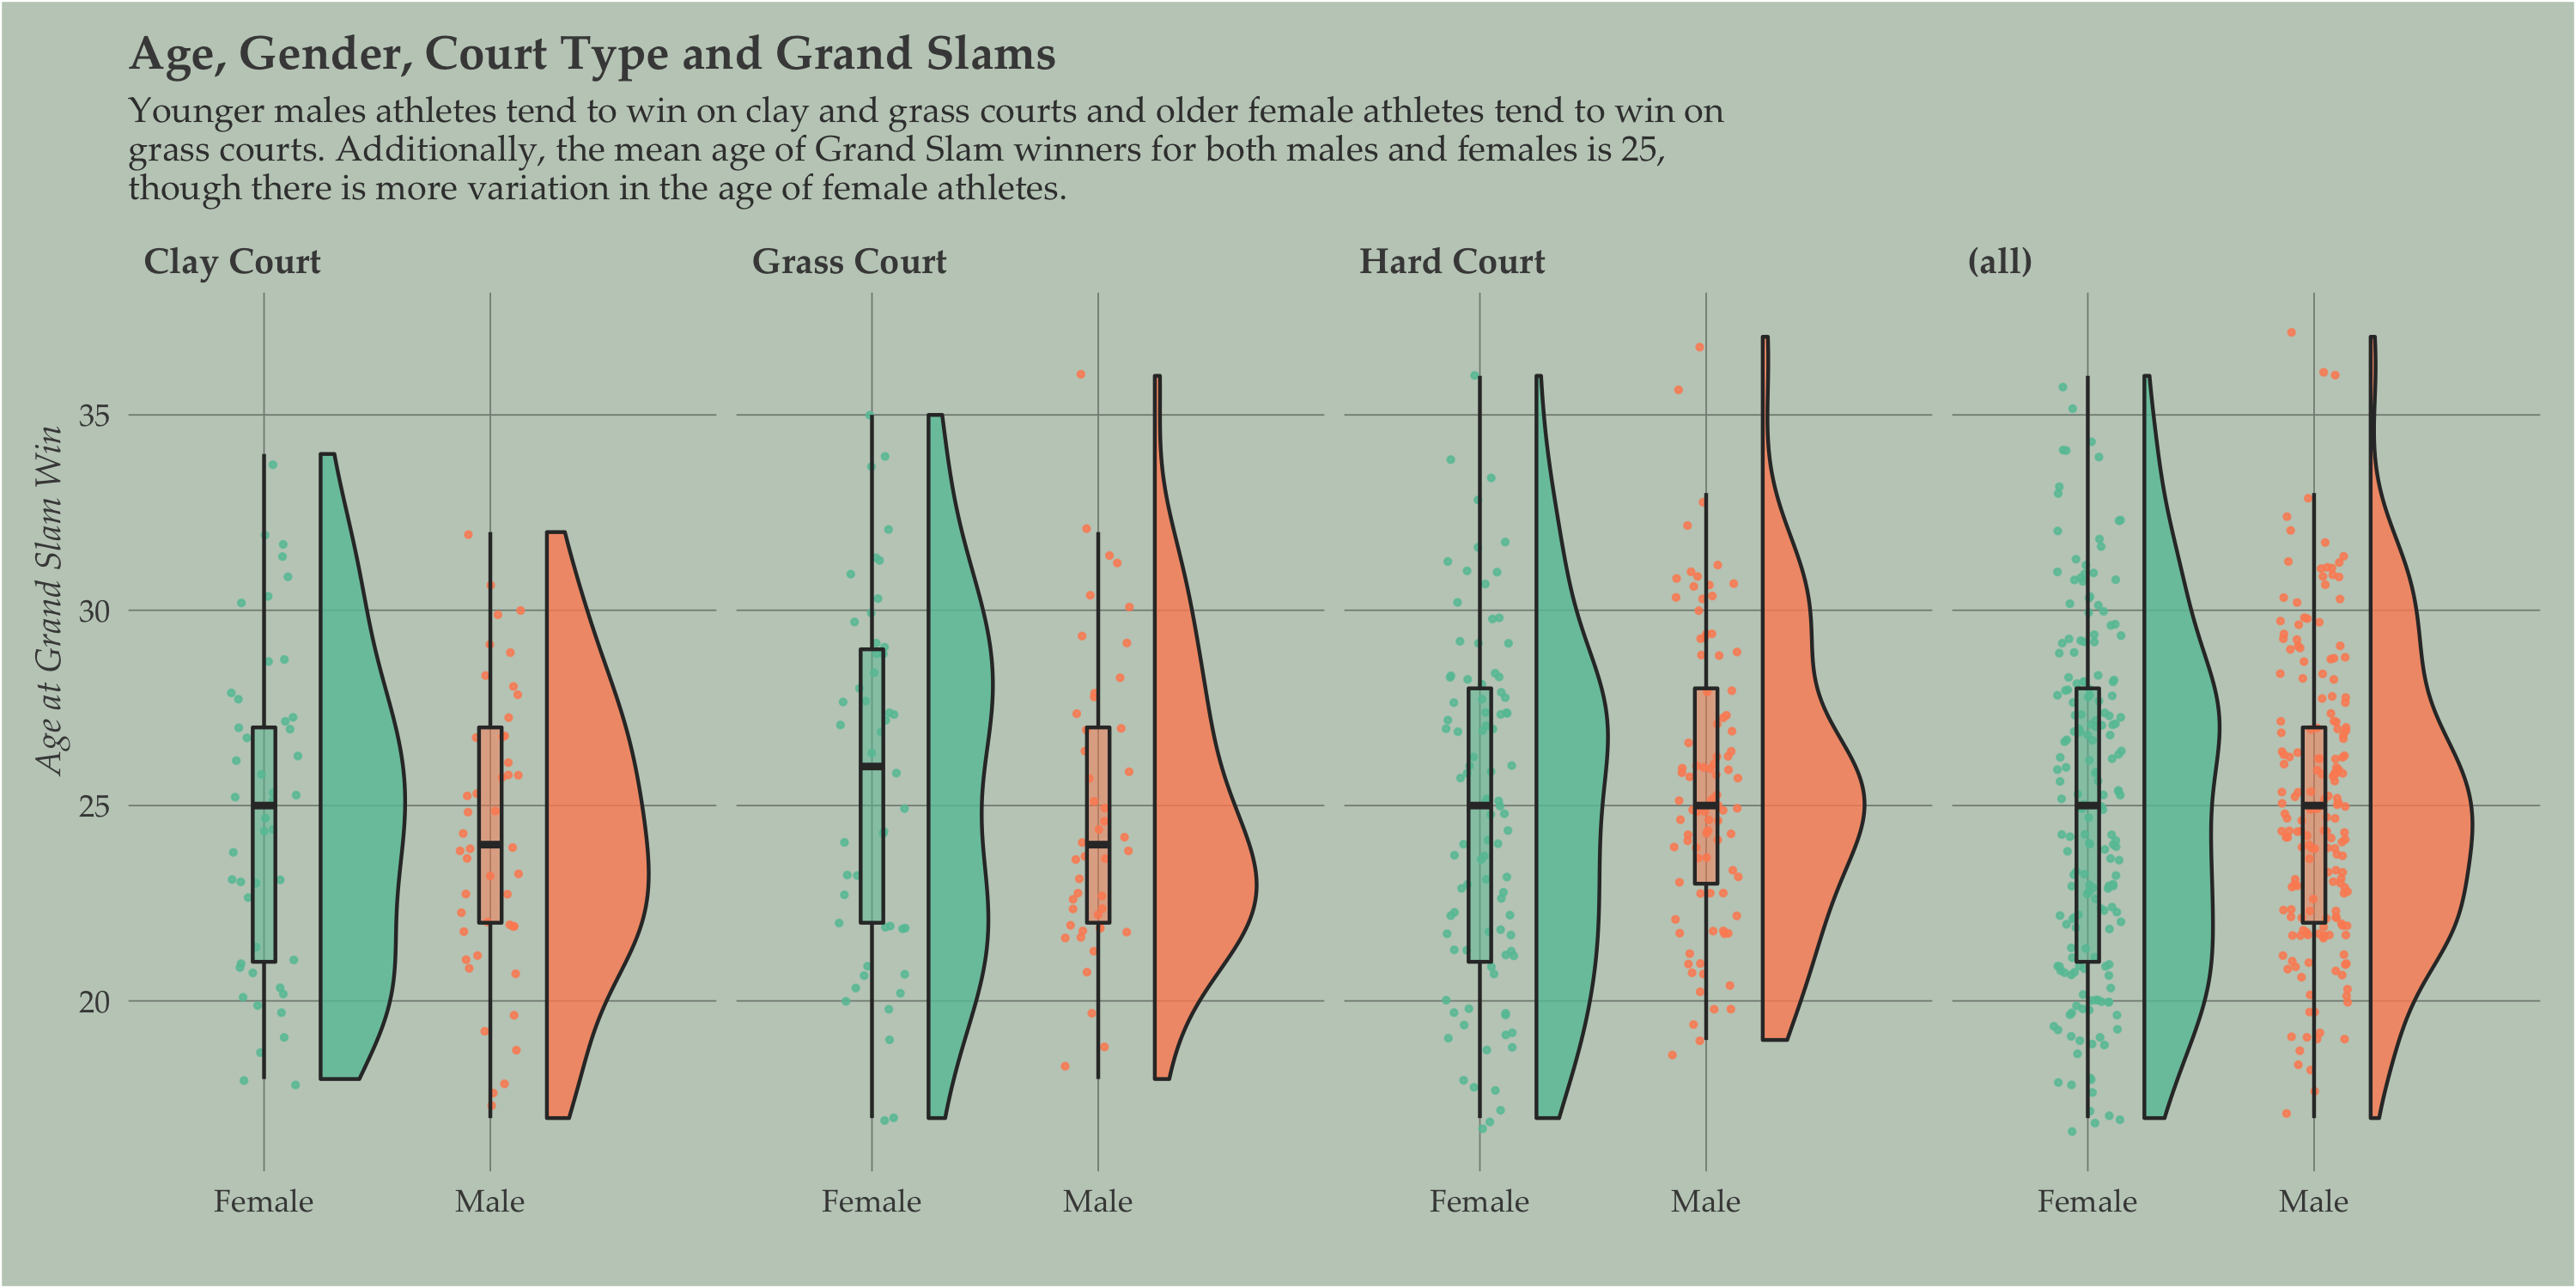 Age, Gender, Court Type and Grand Slams
Younger males athletes tend to win on clay and grass courts and older female athletes tend to win on
grass courts. Additionally, the mean age of Grand Slam winners for both males and females is 25,
though there is more variation in the age of female athletes.
Clay Court
Grass Court
Hard Court
(all)
Age at Grand Slam Win
35
30
25
20
Female
Male
Female
Male
Female
Male
Female
Male